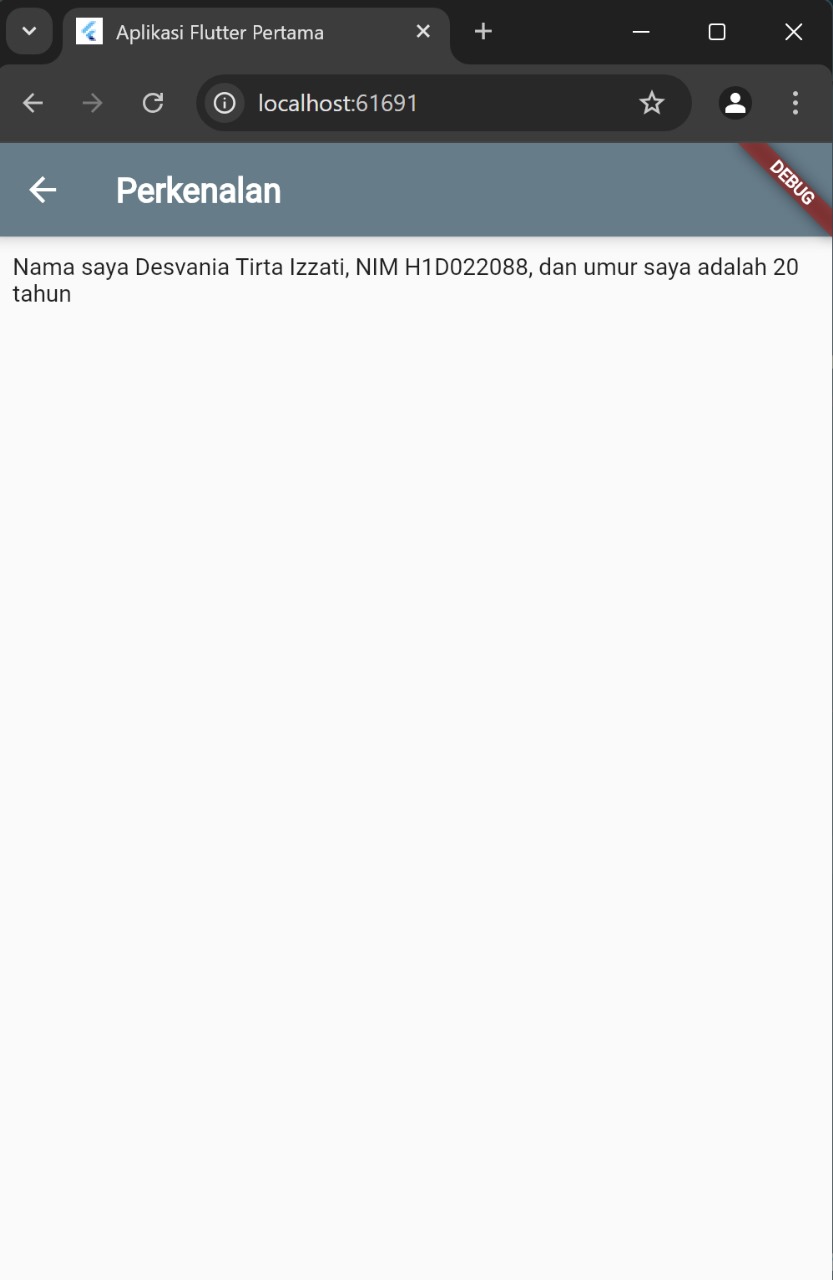 Aplikasi Flutter Pertama
localhost:61691
Perkenalan
DEBUG
Nama saya Desvania Tirta Izzati, NIM H1D022088, dan umur saya adalah 20
tahun